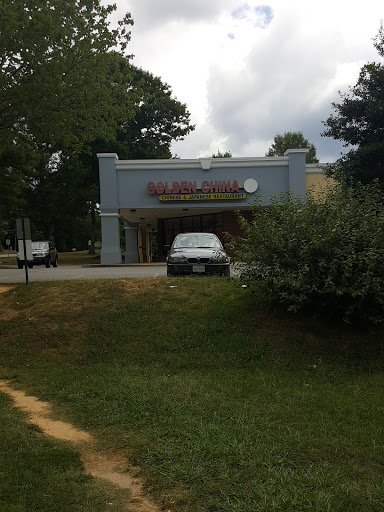 GOLDEN CHINA
CHINESE & JAPANESE RESTAURANT